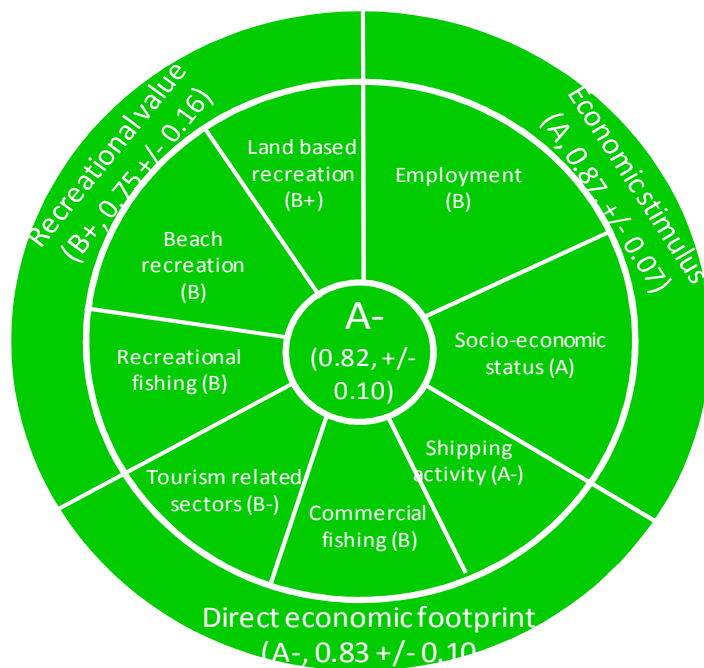 Recreational value
(B+, 0.75 +/- 0.16)
Economic stimulus
(A, 0.87, +/- 0.07)
Land based
recreation
(B+)
Employment
(B)
Beach
recreation
(B)
A-
(0.82, +/-
0.10)
Socio-economic
status (A)
Recreational
fishing (B)
Shipping
activity (A-)
Tourism related
sectors (B-)
Commercial
fishing (B)
Direct economic footprint
(A-, 0.83 +/- 0.10